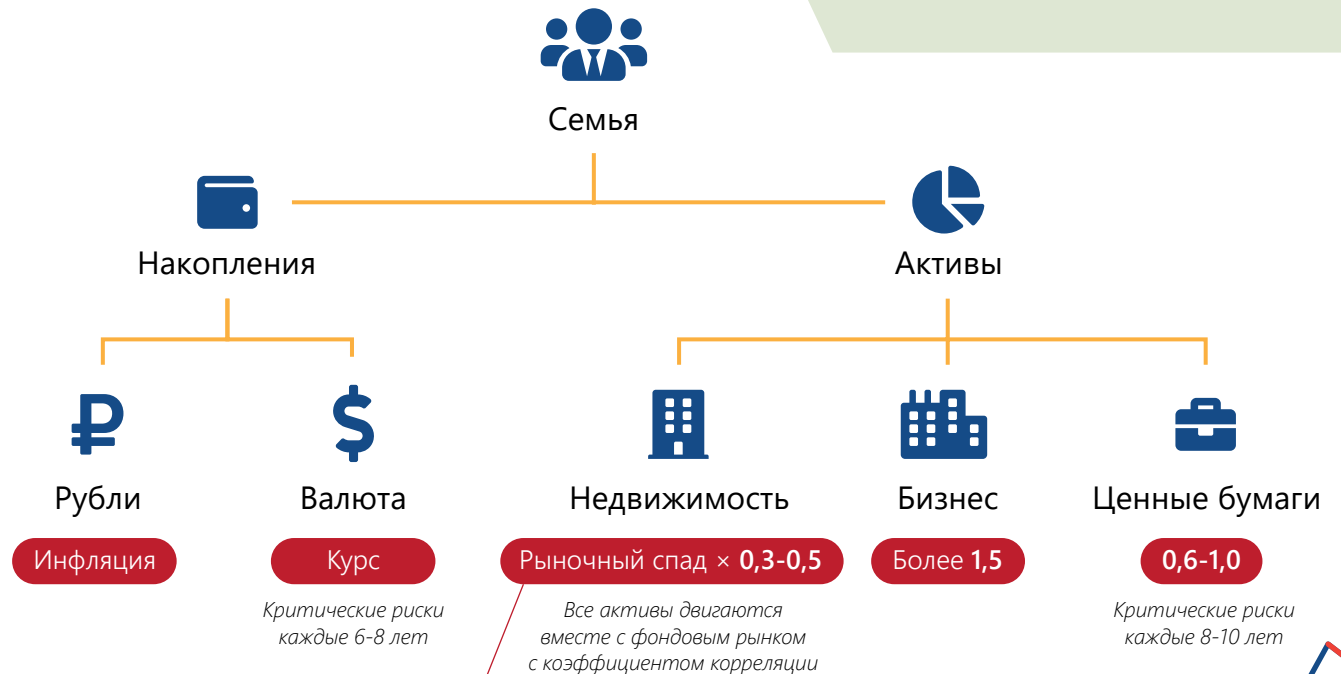 Семья
Накопления
Активы
Рубли
Валюта
Недвижимость
Бизнес
Ценные бумаги
Инфляция
Курс
Рыночный спад × 0,3-0,5
Более 1,5
0,6-1,0
Критические риски
каждые 6-8 лет
Все активы двигаются
вместе с фондовым рынком
с коэффициентом корреляции
Критические риски
каждые 8-10 лет